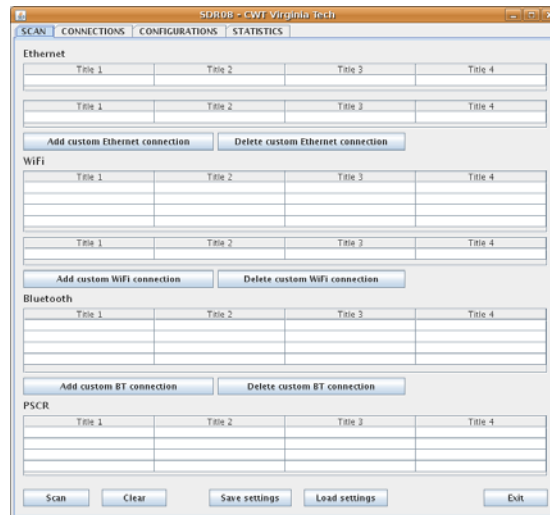 SDR08 - CWT Virginia Tech
SCAN CONNECTIONS CONFIGURATIONS STATISTICS
Ethernet
Title 1 Title 2 Title 3 Title 4
Title 1 Title 2 Title 3 Title 4
Add custom Ethernet connection Delete custom Ethernet connection
WiFi
Title 1 Title 2 Title 3 Title 4
Title 1 Title 2 Title 3 Title 4
Add custom WiFi connection Delete custom WiFi connection
Bluetooth
Title 1 Title 2 Title 3 Title 4
Add custom BT connection Delete custom BT connection
PSCR
Title 1 Title 2 Title 3 Title 4
Scan Clear Save settings Load settings Exit